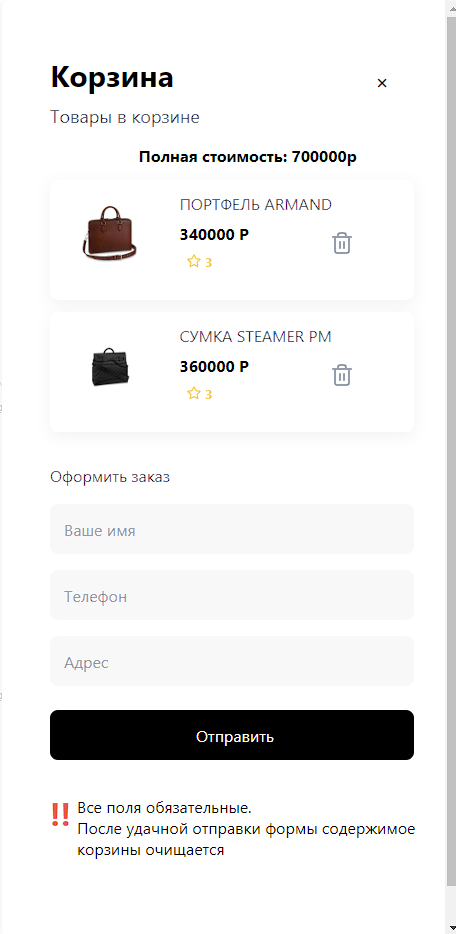 Корзина
×
Товары в корзине
Полная стоимость: 700000р
ПОРТФЕЛЬ ARMAND
340000 Р
3
СУМКА STEAMER PM
360000 Р
3
Оформить заказ
Ваше имя
Телефон
Адрес
Отправить
‼ Все поля обязательные.
После удачной отправки формы содержимое
корзины очищается